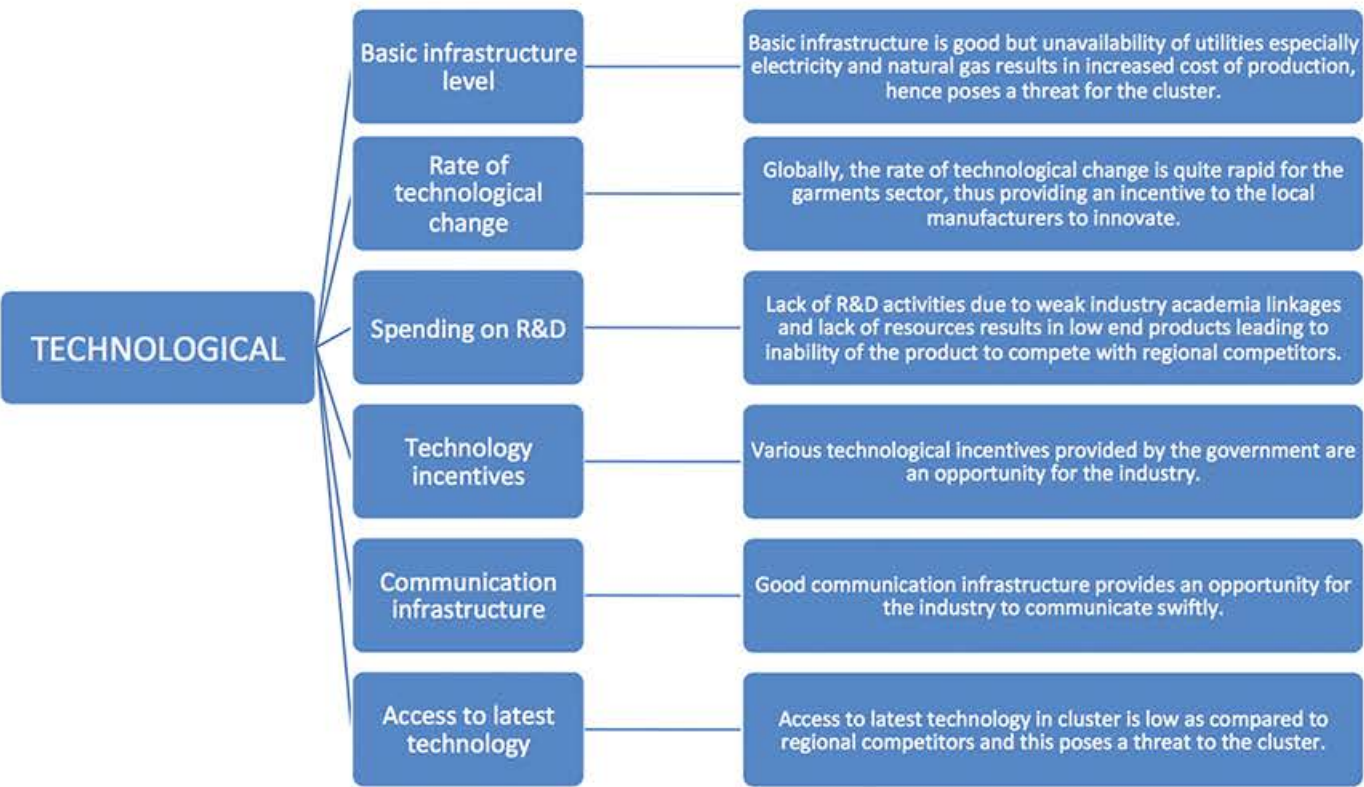 TECHNOLOGICAL
Basic infrastructure
level
Basic infrastructure is good but unavailability of utilities especially
electricity and natural gas results in increased cost of production,
hence poses a threat for the cluster.
Rate of
technological
change
Globally, the rate of technological change is quite rapid for the
garments sector, thus providing an incentive to the local
manufacturers to innovate.
Spending on R&D
Lack of R&D activities due to weak industry academia linkages
and lack of resources results in low end products leading to
inability of the product to compete with regional competitors.
Technology
incentives
Various technological incentives provided by the government are
an opportunity for the industry.
Communication
infrastructure
Good communication infrastructure provides an opportunity for
the industry to communicate swiftly.
Access to latest
technology
Access to latest technology in cluster is low as compared to
regional competitors and this poses a threat to the cluster.